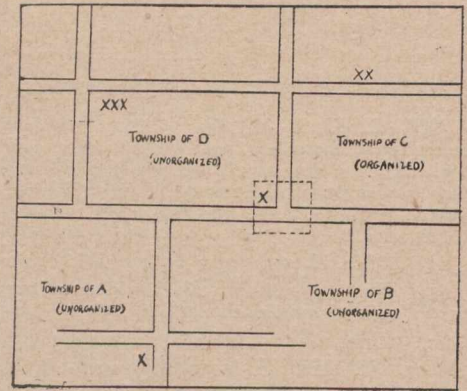 XX
XXX
TOWNSHIP OF D
(UNORGANIZED)
TOWNSHIP OF C
(ORGANIZED)
X
TOWNSHIP OF A
(UNORGANIZED)
TOWNSHIP OF B
(UNORGANIZED)
X